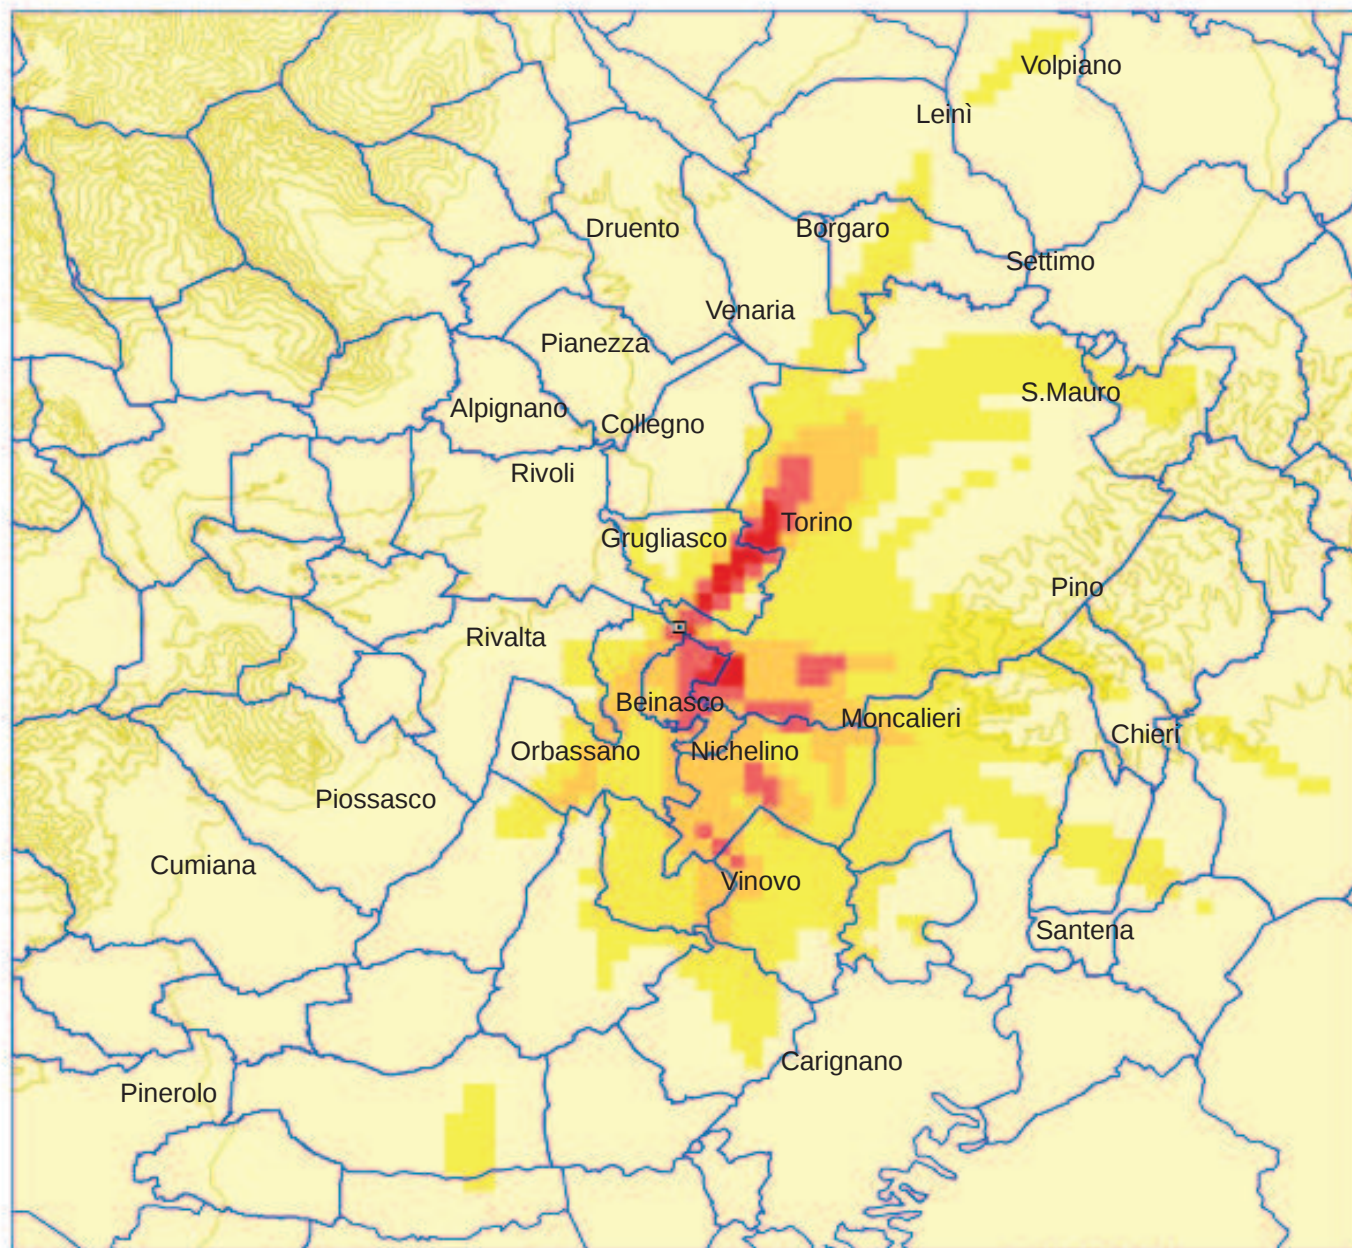 Volpiano
Leinì
Druento
Borgaro
Settimo
Venaria
Pianezza
S.Mauro
Alpignano
Collegno
Rivoli
Torino
Grugliasco
Pino
Rivalta
Beinasco
Moncalieri
Chieri
Orbassano
Nichelino
Piossasco
Cumiana
Vinovo
Santena
Carignano
Pinerolo